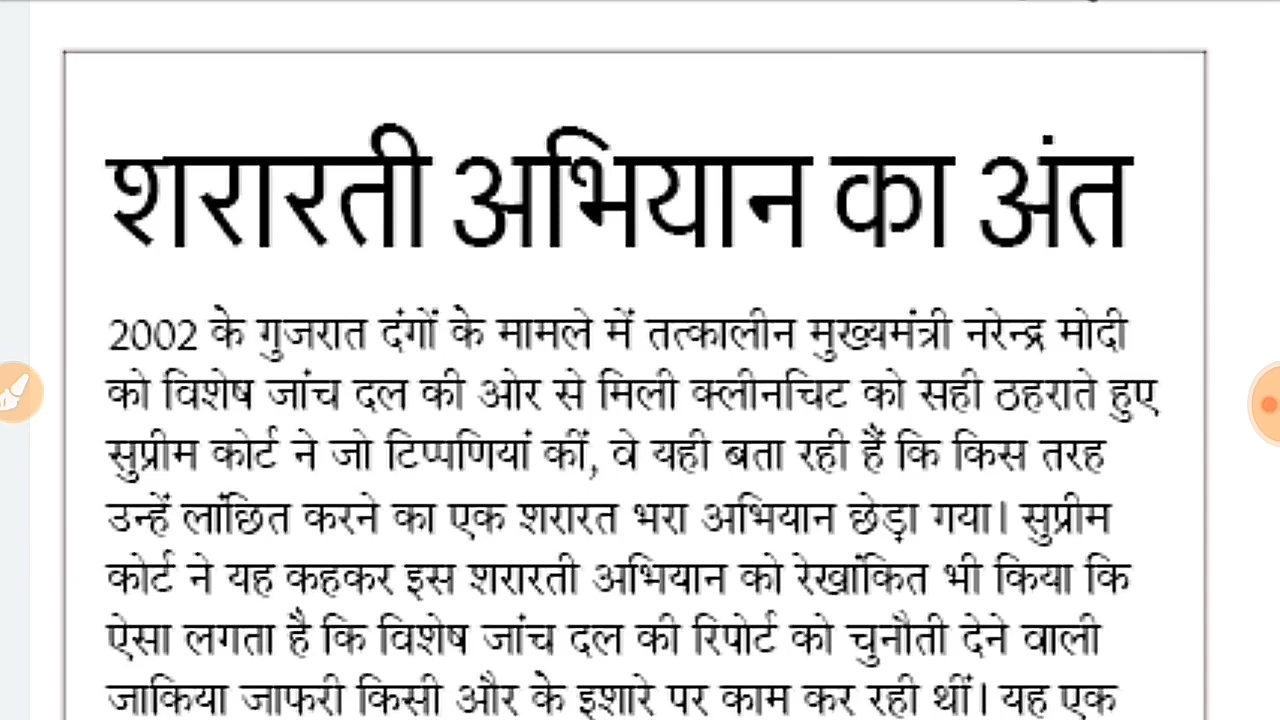 शरारती अभियान का अंत
2002 के गुजरात दंगों के मामले में तत्कालीन मुख्यमंत्री नरेन्द्र मोदी
को विशेष जांच दल की ओर से मिली क्लीनचिट को सही ठहराते हुए
सुप्रीम कोर्ट ने जो टिप्पणियां कीं, वे यही बता रही हैं कि किस तरह
उन्हें लांछित करने का एक शरारत भरा अभियान छेड़ा गया। सुप्रीम
कोर्ट ने यह कहकर इस शरारती अभियान को रेखांकित भी किया कि
ऐसा लगता है कि विशेष जांच दल की रिपोर्ट को चुनौती देने वाली
जाकिया जाफरी किसी और के इशारे पर काम कर रही थीं। यह एक